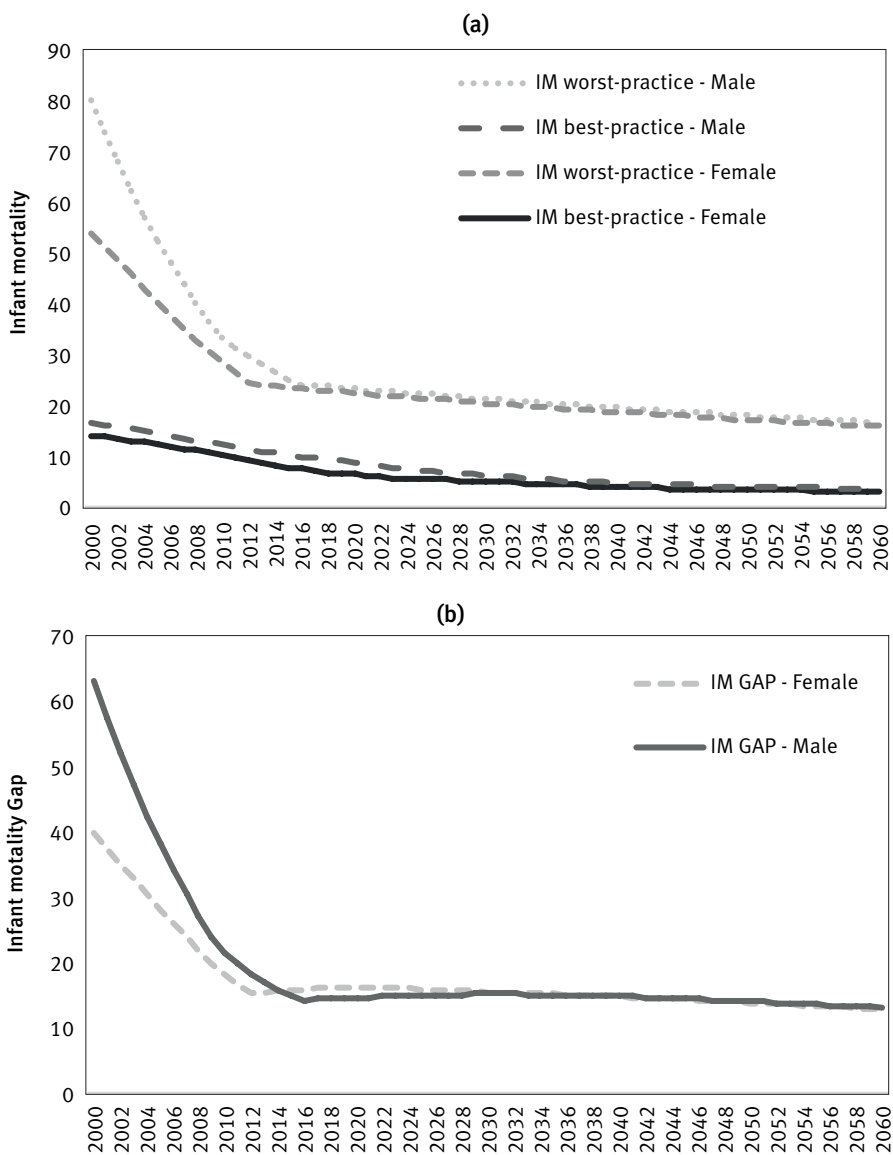 (a)
Infant mortality
90
80
70
60
50
40
30
20
10
0
IM worst-practice - Male
IM best-practice - Male
IM worst-practice - Female
IM best-practice - Female
2000 2002 2004 2006 2008 2010 2012 2014 2016 2018 2020 2022 2024 2026 2028 2030 2032 2034 2036 2038 2040 2042 2044 2046 2048 2050 2052 2054 2056 2058 2060
(b)
Infant motality Gap
70
60
50
40
30
20
10
0
IM GAP - Female
IM GAP - Male
2000 2002 2004 2006 2008 2010 2012 2014 2016 2018 2020 2022 2024 2026 2028 2030 2032 2034 2036 2038 2040 2042 2044 2046 2048 2050 2052 2054 2056 2058 2060